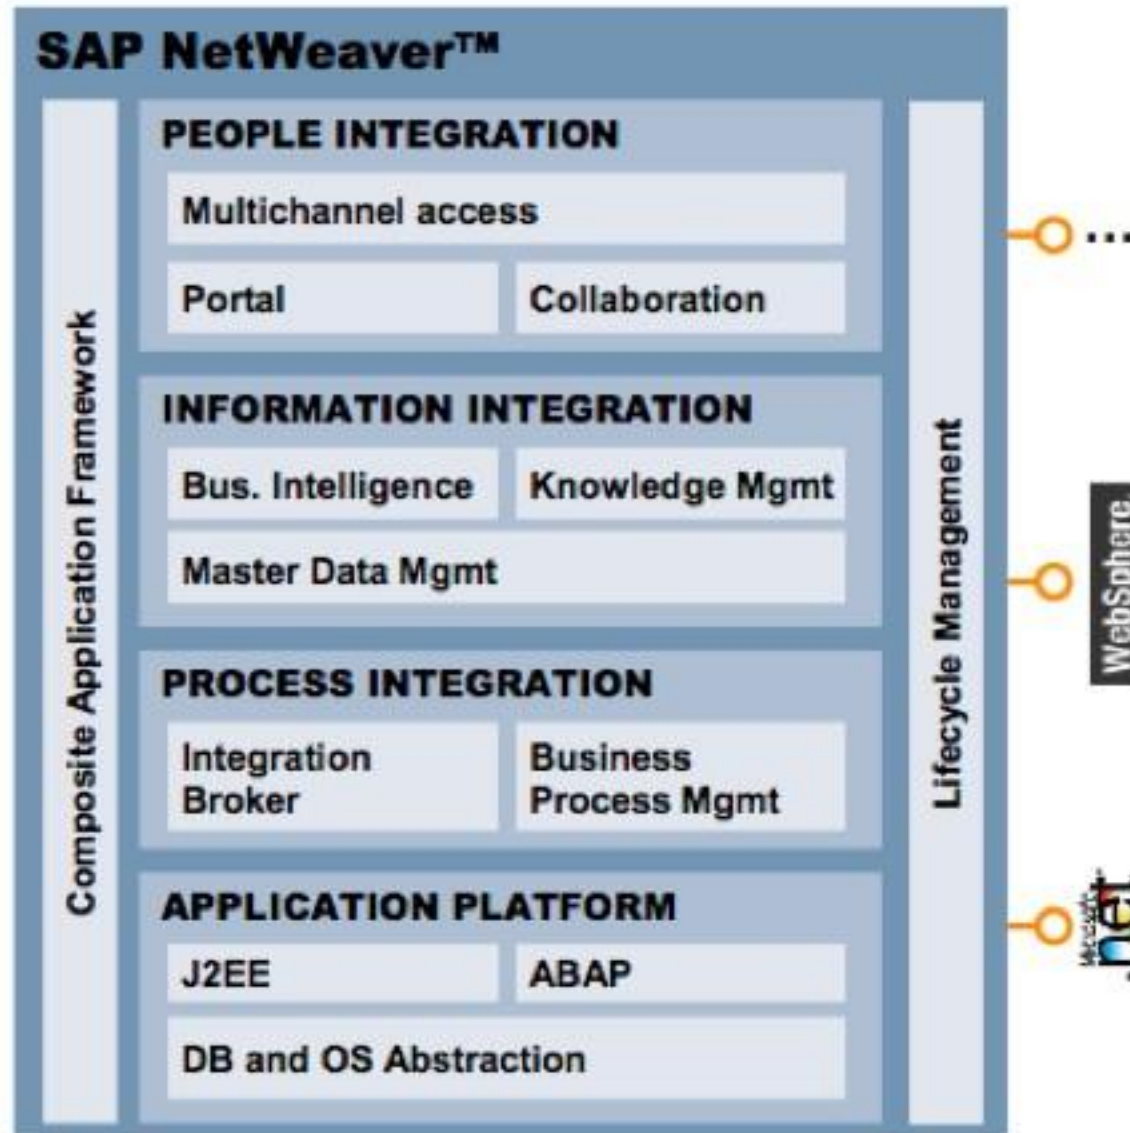 SAP NetWeaver™
Composite Application Framework
PEOPLE INTEGRATION
Multichannel access
Portal
Collaboration
INFORMATION INTEGRATION
Bus. Intelligence
Knowledge Mgmt
Master Data Mgmt
PROCESS INTEGRATION
Integration
Broker
Business
Process Mgmt
APPLICATION PLATFORM
J2EE
ABAP
DB and OS Abstraction
Lifecycle Management
...
WebSphere.
Microsoft
.net